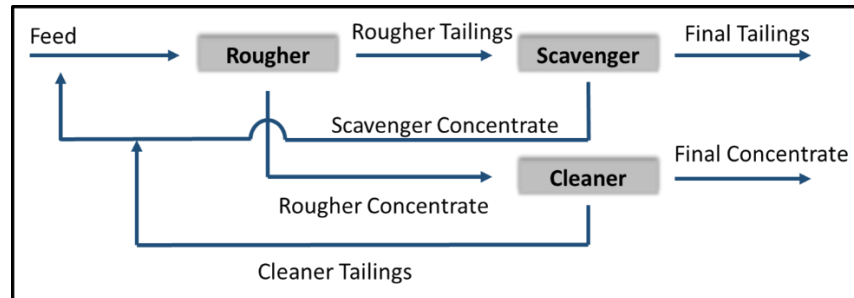 Feed
Rougher
Rougher Tailings
Scavenger
Final Tailings
Scavenger Concentrate
Final Concentrate
Cleaner
Rougher Concentrate
Cleaner Tailings